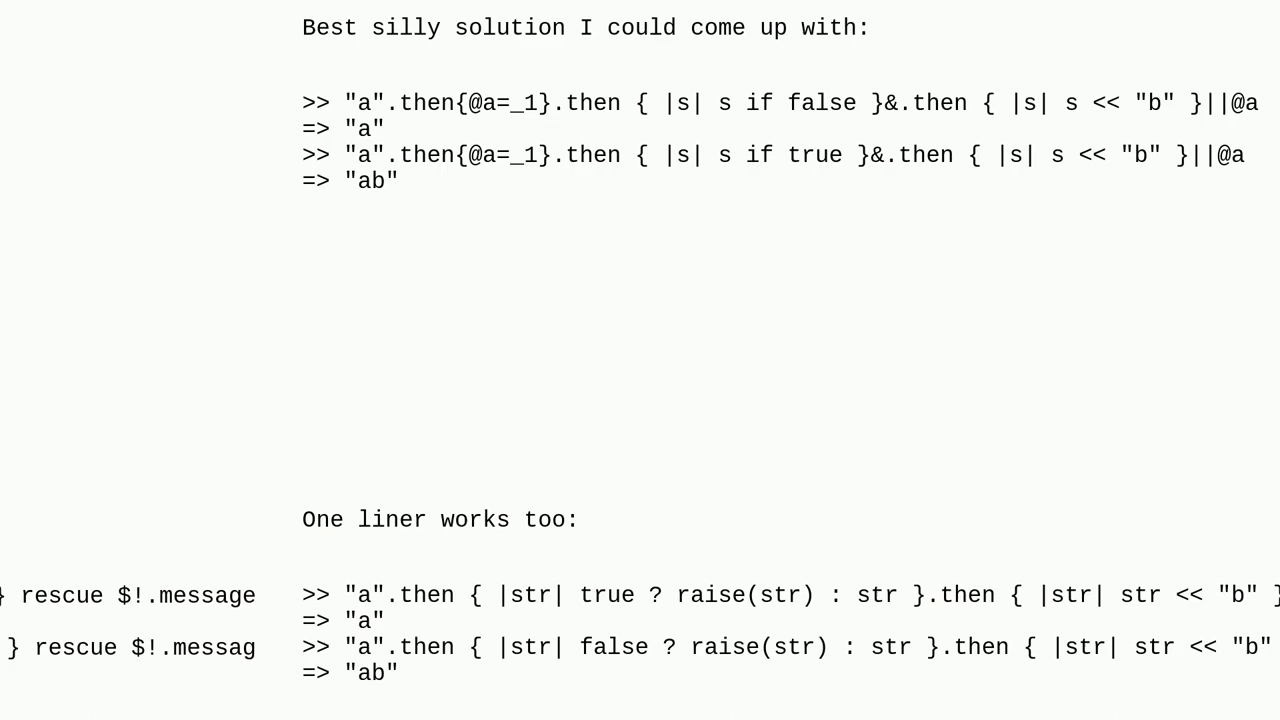 Best silly solution I could come up with:
>> "a".then{@a=_1}.then { |s| s if false }&.then { |s| s << "b" }||@a
=> "a"
>> "a".then{@a=_1}.then { |s| s if true }&.then { |s| s << "b" }||@a
=> "ab"
One liner works too:
} rescue $!.message
>> "a".then { |str| true ? raise(str) : str }.then { |str| str << "b" }
=> "a"
} rescue $!.messag
>> "a".then { |str| false ? raise(str) : str }.then { |str| str << "b"
=> "ab"